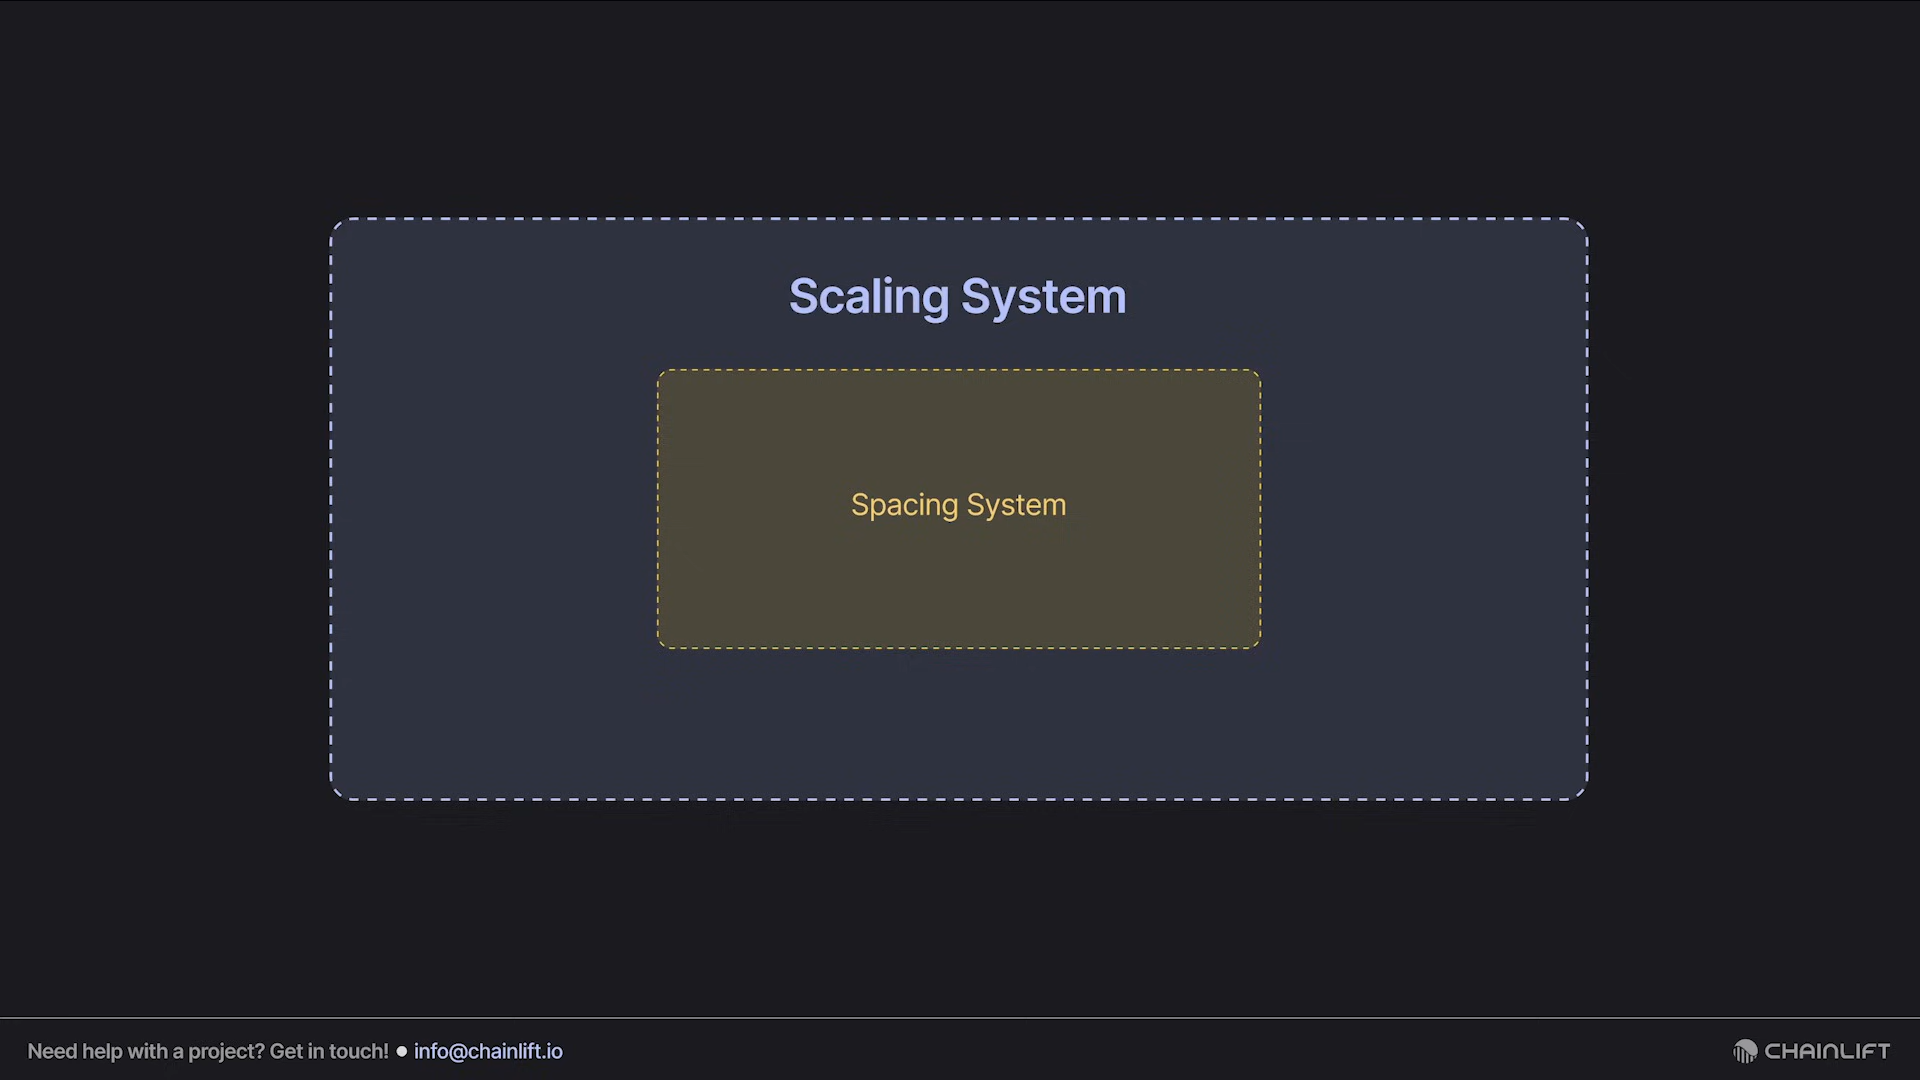 Scaling System
Spacing System
Need help with a project? Get in touch! ● info@chainlift.io
CHAINLIFT